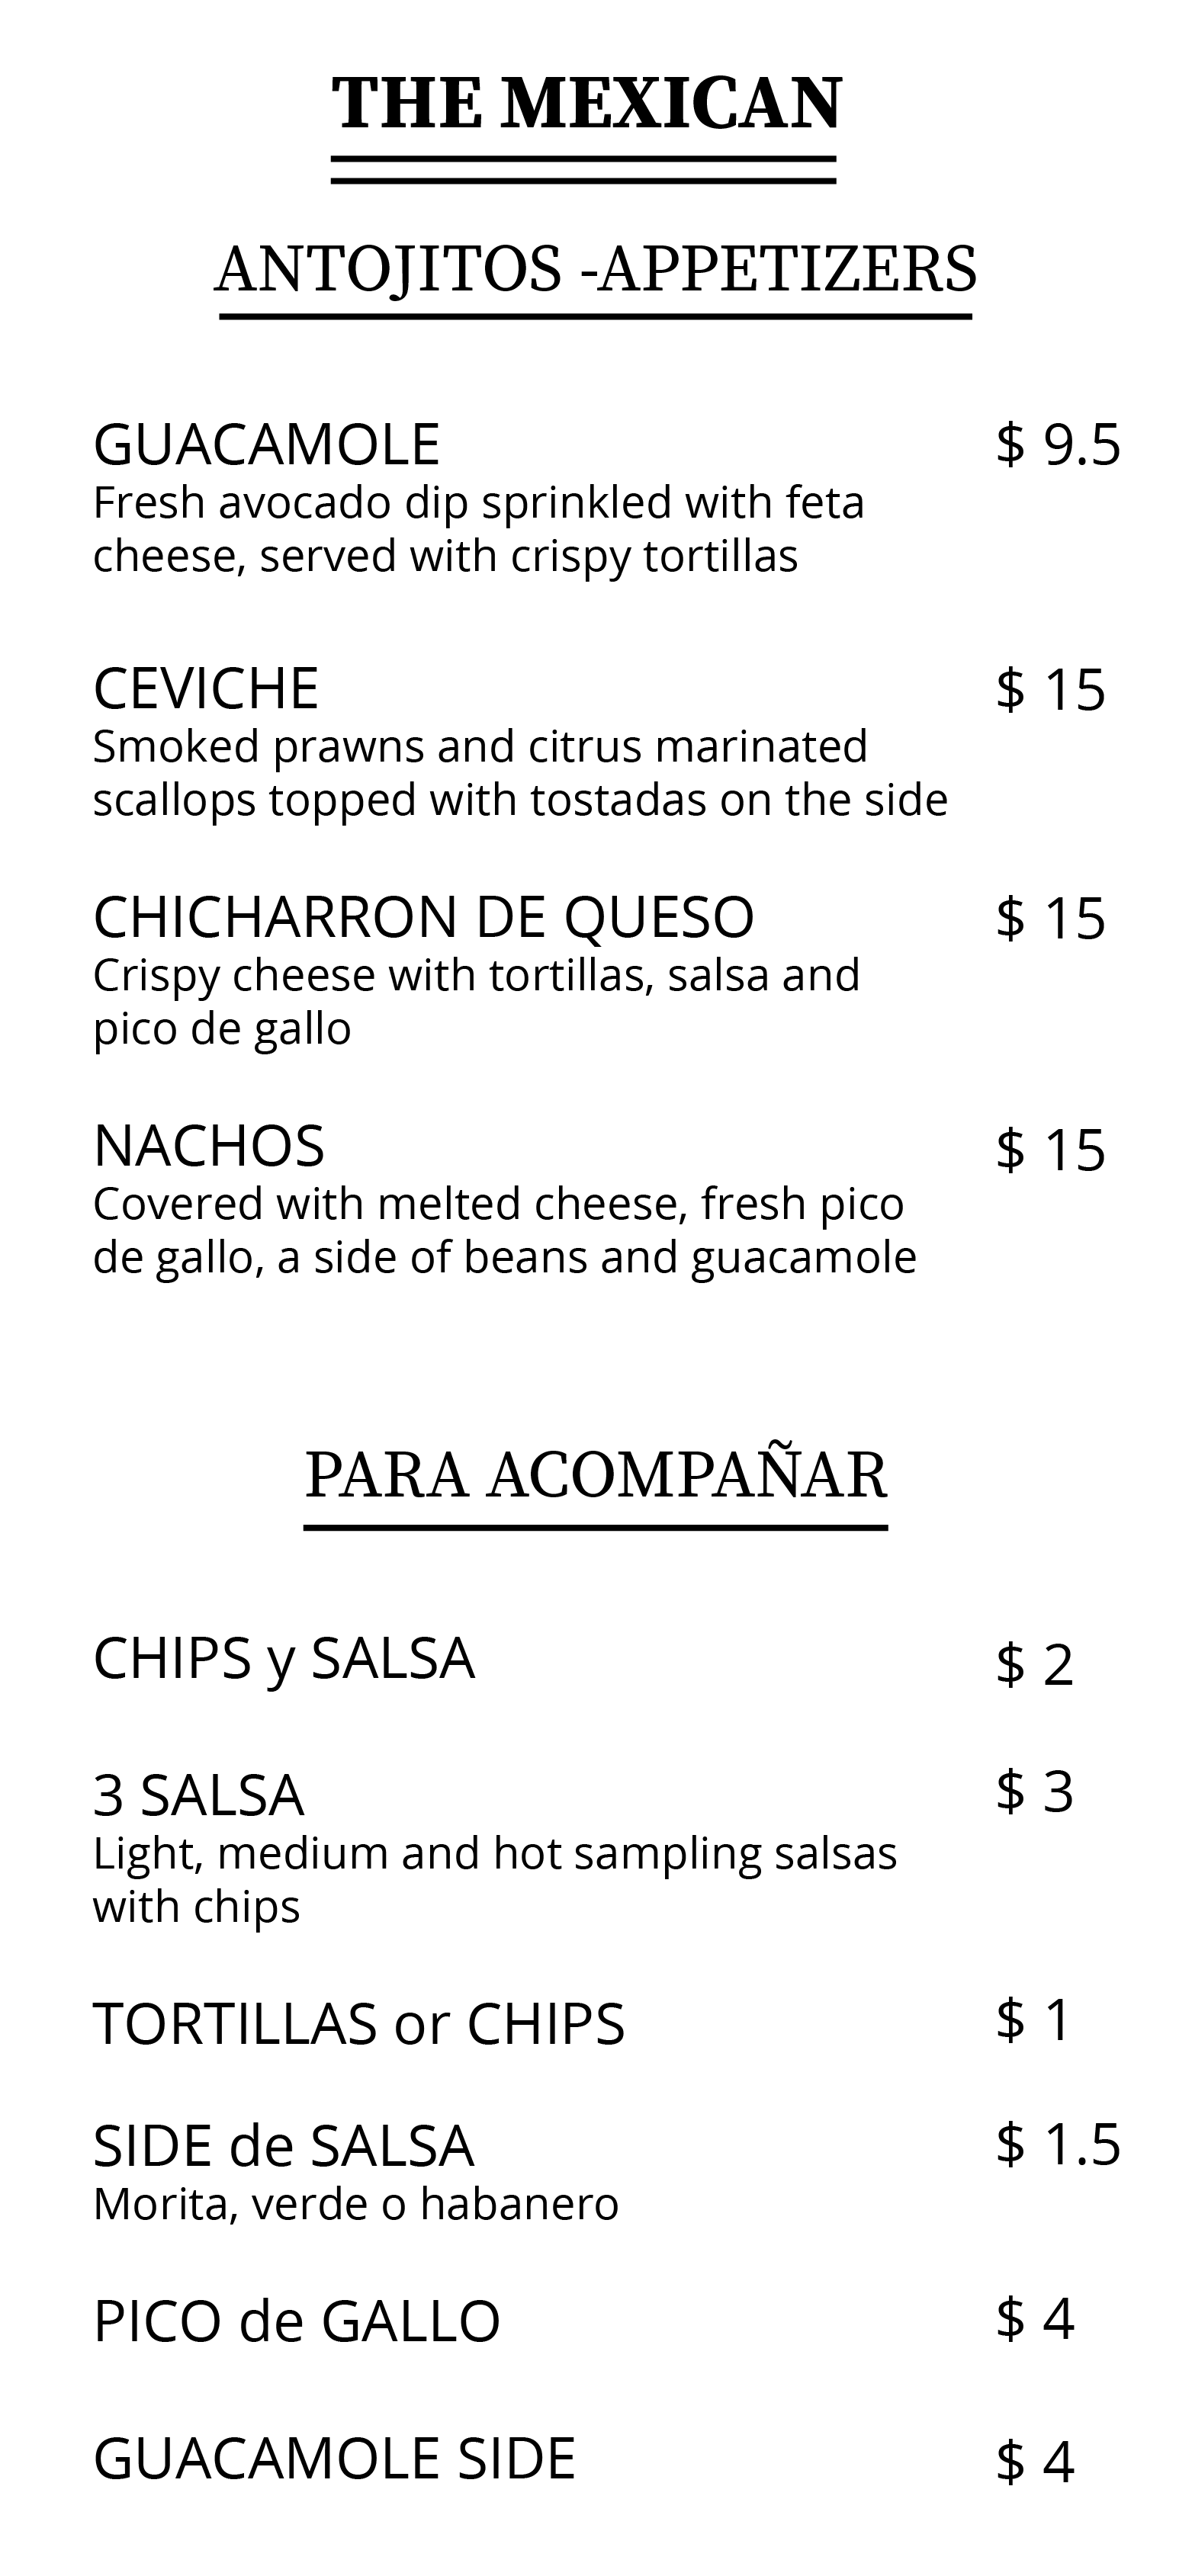 THE MEXICAN
ANTOJITOS -APPETIZERS
GUACAMOLE $ 9.5
Fresh avocado dip sprinkled with feta
cheese, served with crispy tortillas
CEVICHE $ 15
Smoked prawns and citrus marinated
scallops topped with tostadas on the side
CHICHARRON DE QUESO $ 15
Crispy cheese with tortillas, salsa and
pico de gallo
NACHOS $ 15
Covered with melted cheese, fresh pico
de gallo, a side of beans and guacamole
PARA ACOMPAÑAR
CHIPS y SALSA $ 2
3 SALSA $ 3
Light, medium and hot sampling salsas
with chips
TORTILLAS or CHIPS $ 1
SIDE de SALSA $ 1.5
Morita, verde o habanero
PICO de GALLO $ 4
GUACAMOLE SIDE $ 4